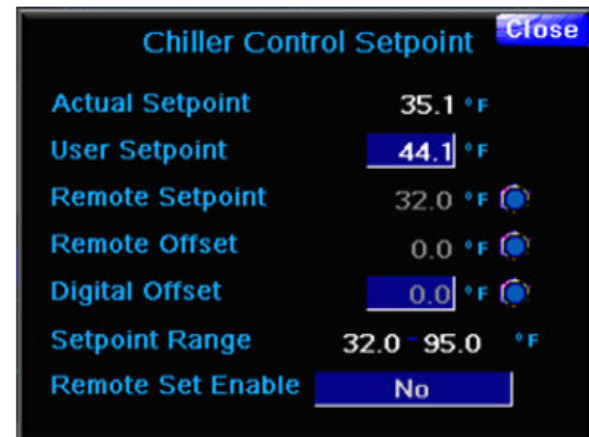 Chiller Control Setpoint Close
Actual Setpoint 35.1 °F
User Setpoint 44.1 °F
Remote Setpoint 32.0 °F
Remote Offset 0.0 °F
Digital Offset 0.0 °F
Setpoint Range 32.0 - 95.0 °F
Remote Set Enable No